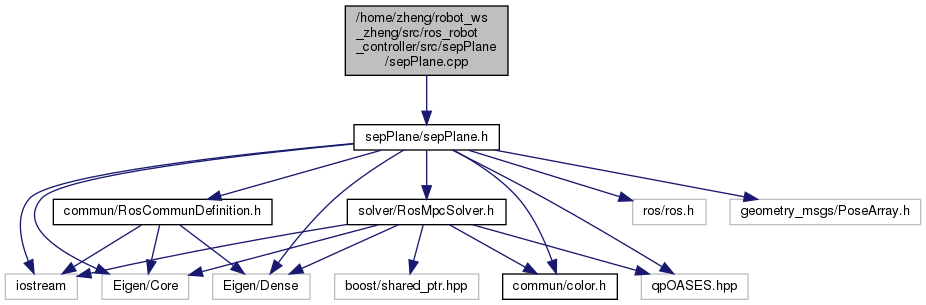 /home/zheng/robot_ws
_zheng/src/ros_robot
_controller/src/sepPlane
/sepPlane.cpp
sepPlane/sepPlane.h
commun/RosCommunDefinition.h
solver/RosMpcSolver.h
ros/ros.h
geometry_msgs/PoseArray.h
iostream
Eigen/Core
Eigen/Dense
boost/shared_ptr.hpp
commun/color.h
qpOASES.hpp